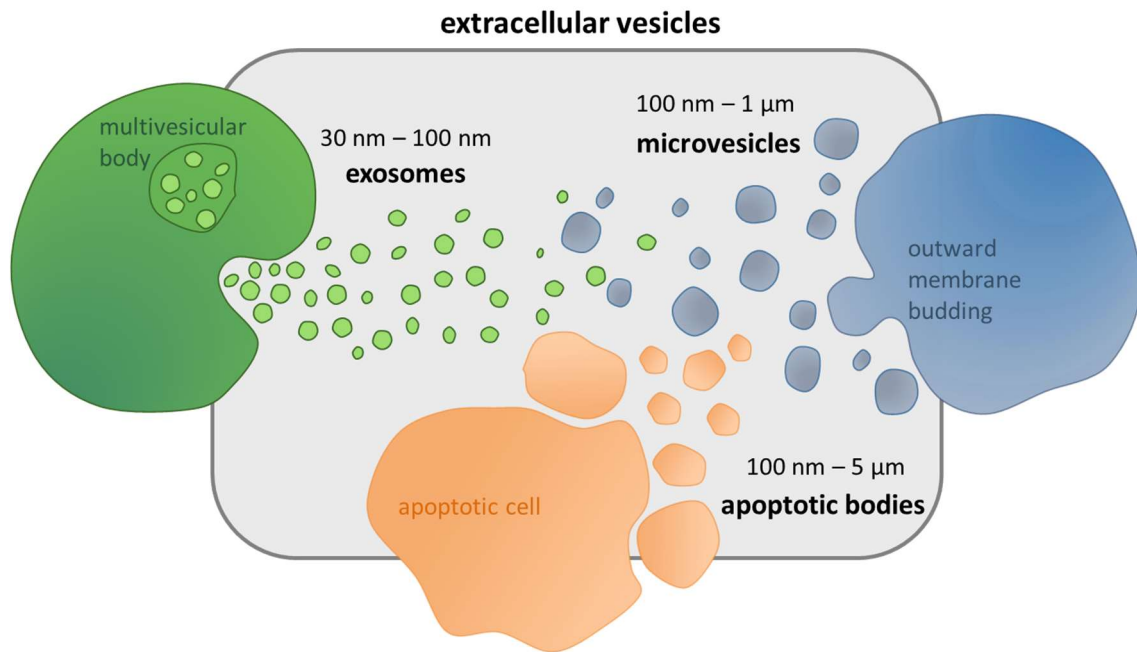 extracellular vesicles
multivesicular
body
30 nm – 100 nm
exosomes
100 nm – 1 µm
microvesicles
outward
membrane
budding
apoptotic cell
100 nm – 5 µm
apoptotic bodies